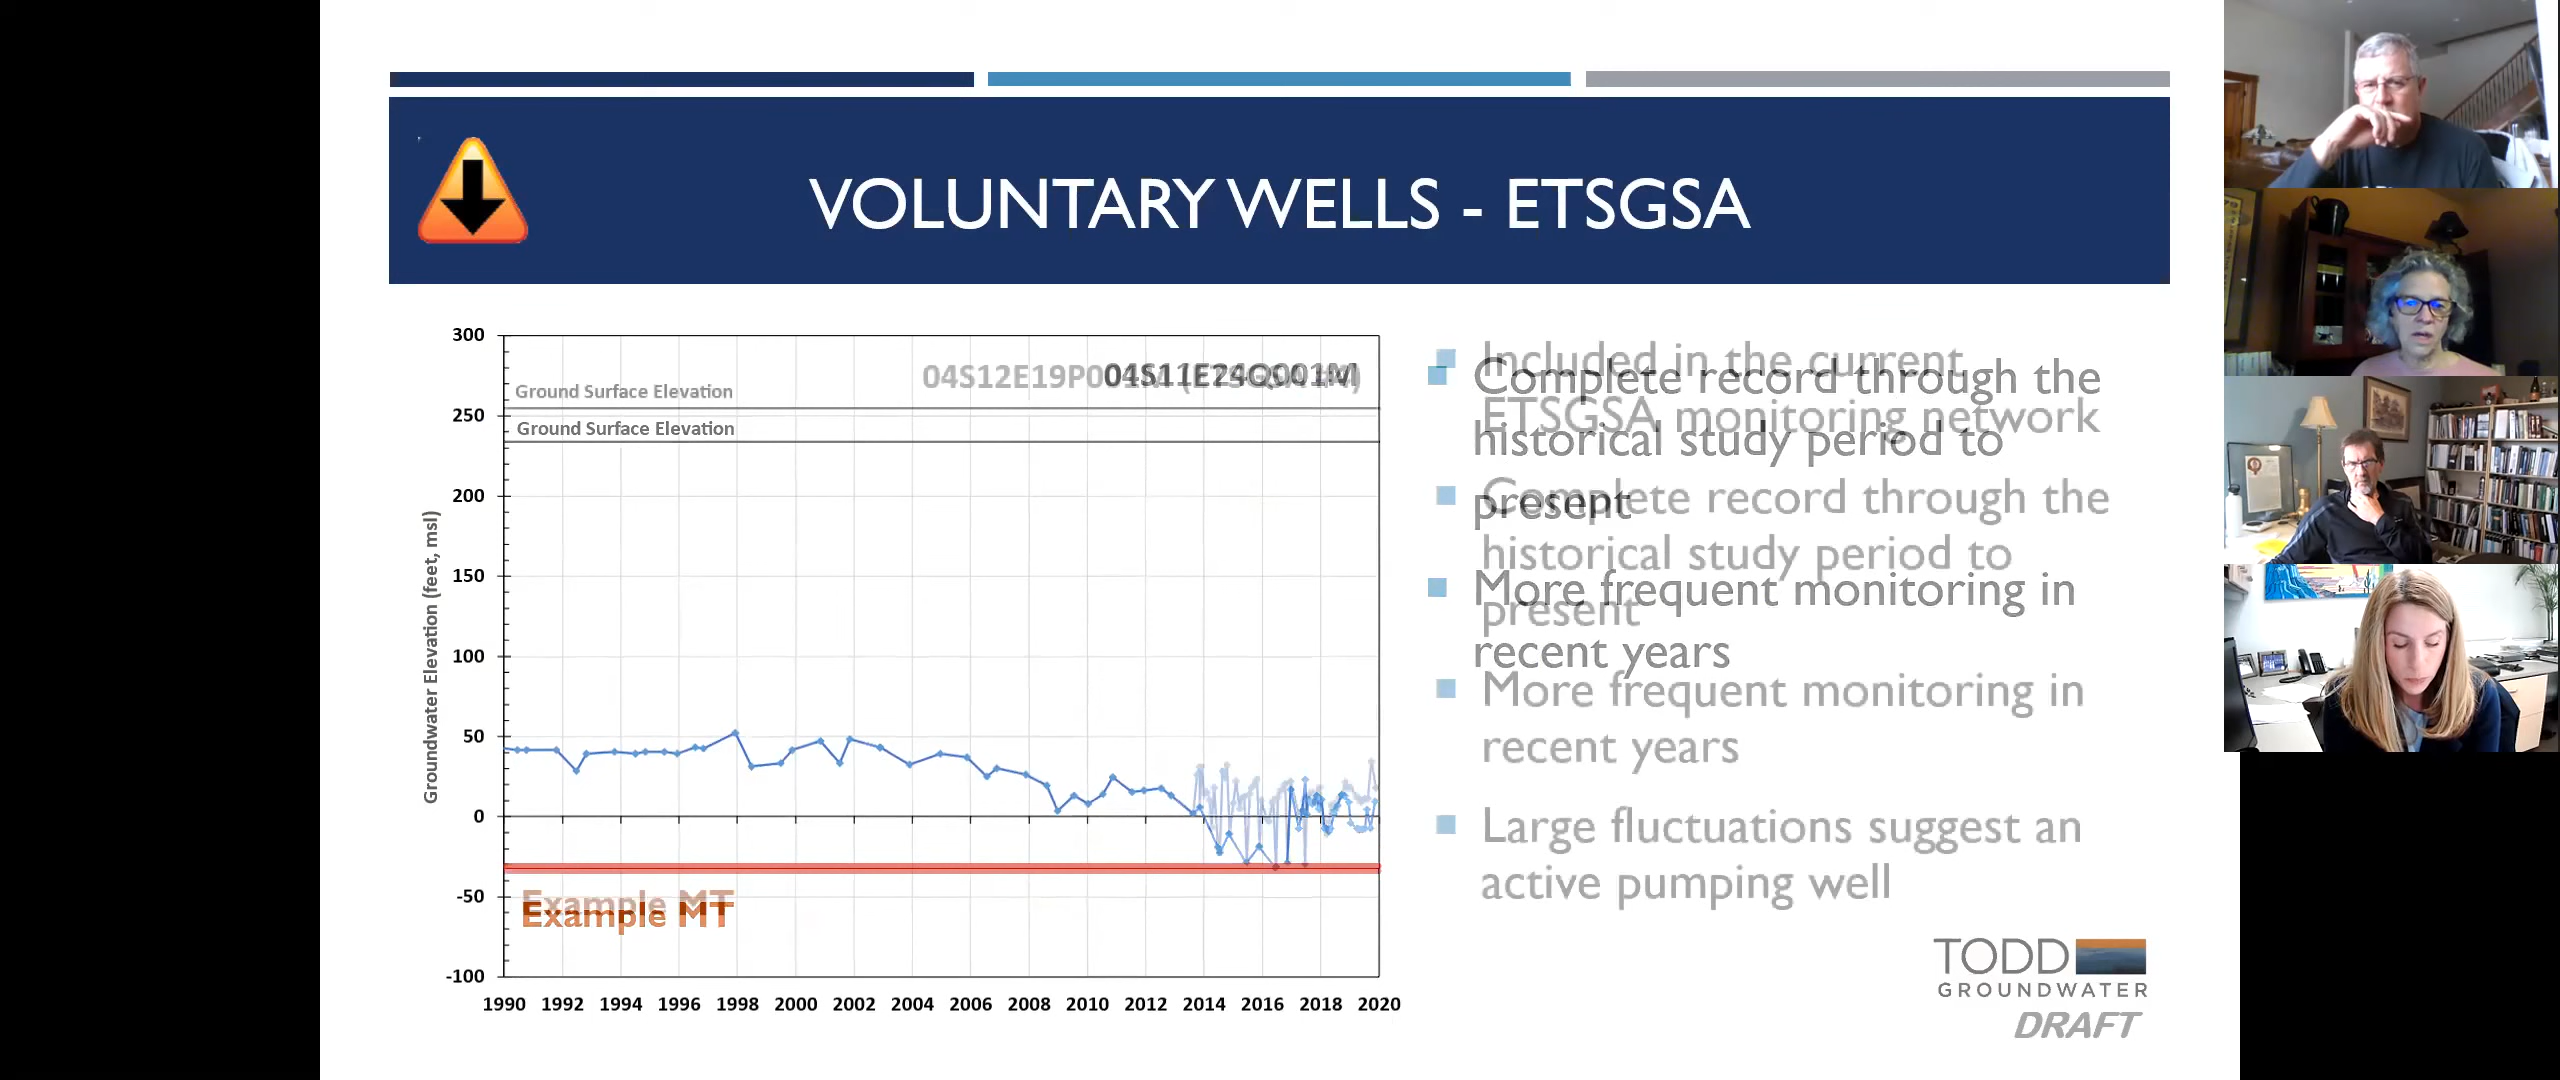 VOLUNTARY WELLS - ETSGSA
300
250
200
150
100
50
0
-50
-100
Groundwater Elevation (feet, msl)
Ground Surface Elevation
Ground Surface Elevation
04S12E19P0
04S11E24Q001M
Example MT
Example MT
1990 1992 1994 1996 1998 2000 2002 2004 2006 2008 2010 2012 2014 2016 2018 2020
Included in the current
ETSGSA monitoring network
Complete record through the
historical study period to
present
More frequent monitoring in
recent years
Complete record through the
historical study period to
present
More frequent monitoring in
recent years
Large fluctuations suggest an
active pumping well
TODD
GROUNDWATER
DRAFT